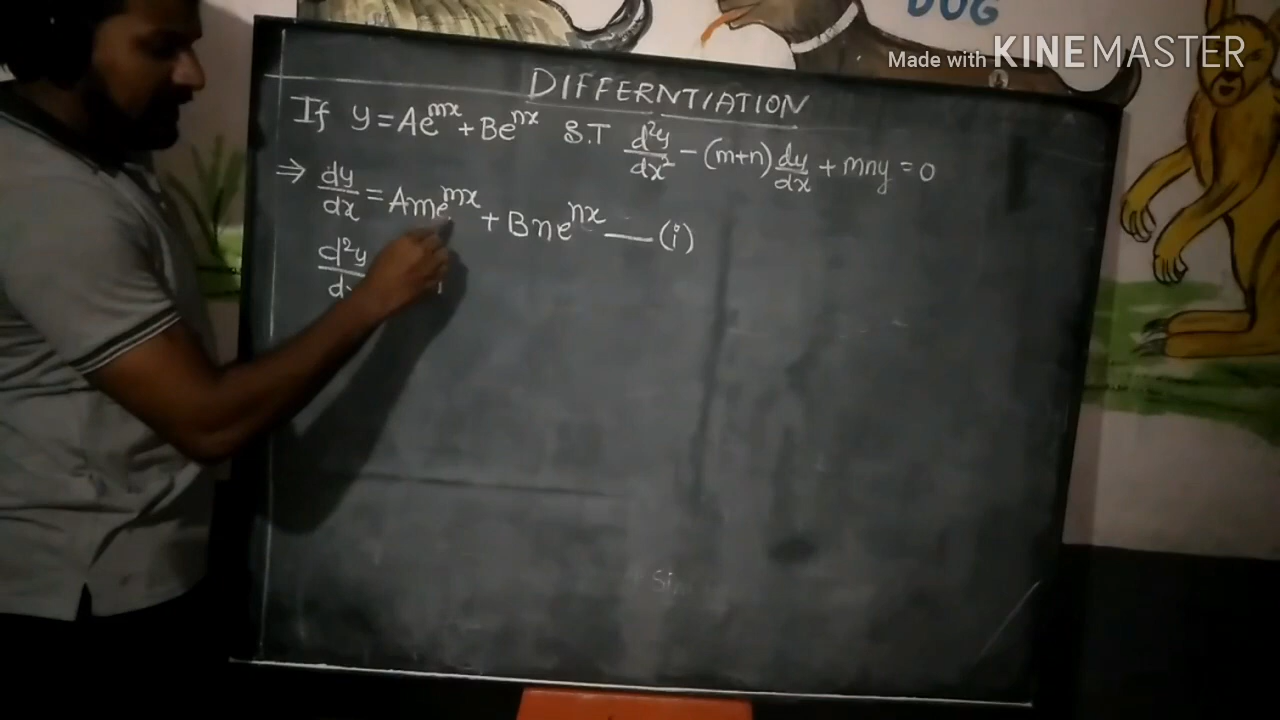 DOG
Made with KINEMASTER
DIFFERNTIATION
If y = Ae^mx + Be^nx S.T d²y/dx² - (m+n) dy/dx + mny = 0
⇒ dy/dx = Ame^mx + Bne^nx — (i)
d²y